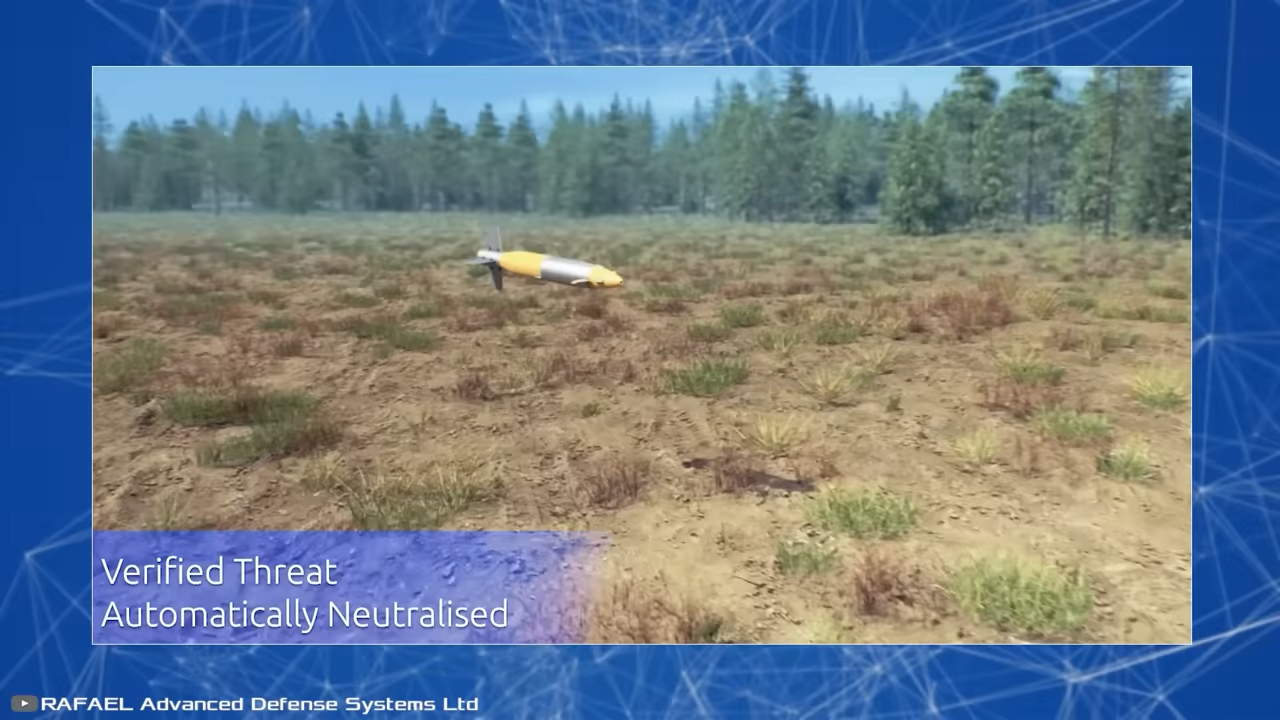 Verified Threat
Automatically Neutralised
RAFAEL Advanced Defense Systems Ltd